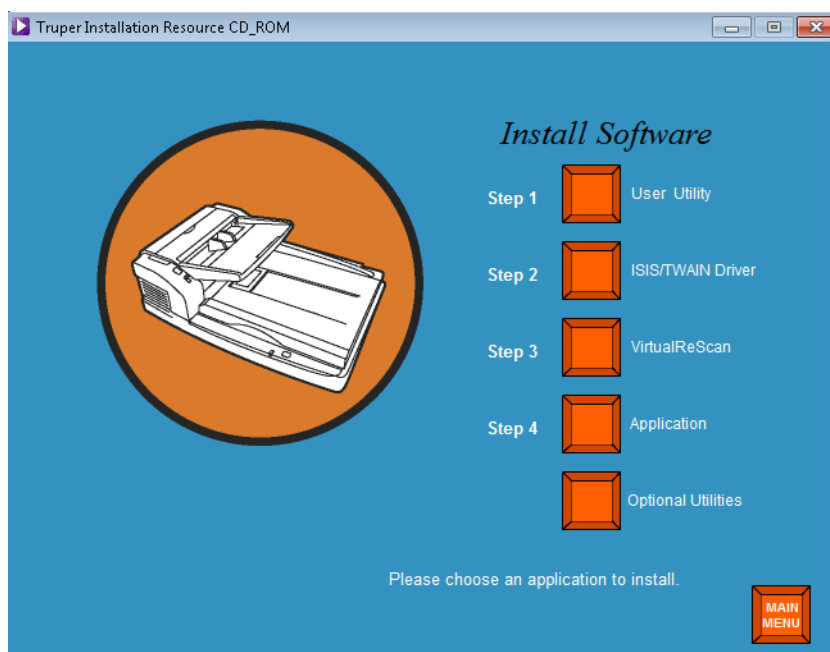 Truper Installation Resource CD_ROM
Install Software
Step 1 User Utility
Step 2 ISIS/TWAIN Driver
Step 3 VirtualReScan
Step 4 Application
Optional Utilities
Please choose an application to install.
MAIN
MENU